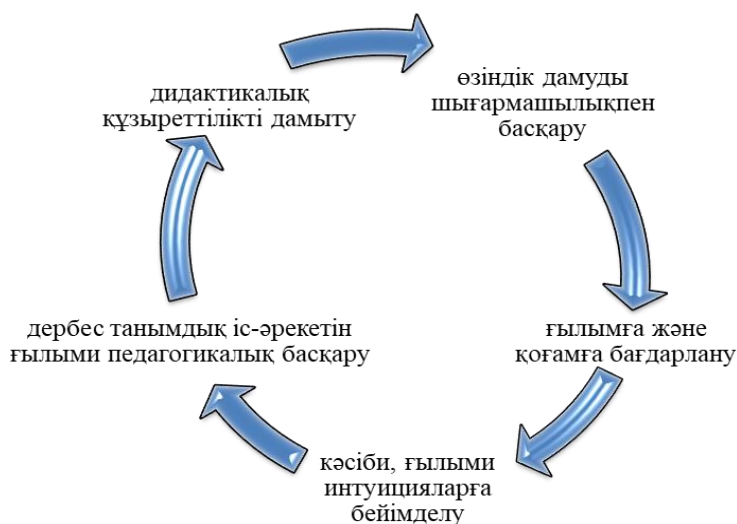 дидактикалық
құзыреттілікті дамыту
өзіндік дамуды
шығармашылықпен
басқару
ғылымға және
қоғамға бағдарлану
кәсіби, ғылыми
интуицияларға
бейімделу
дербес танымдық іс-әрекетін
ғылыми педагогикалық басқару